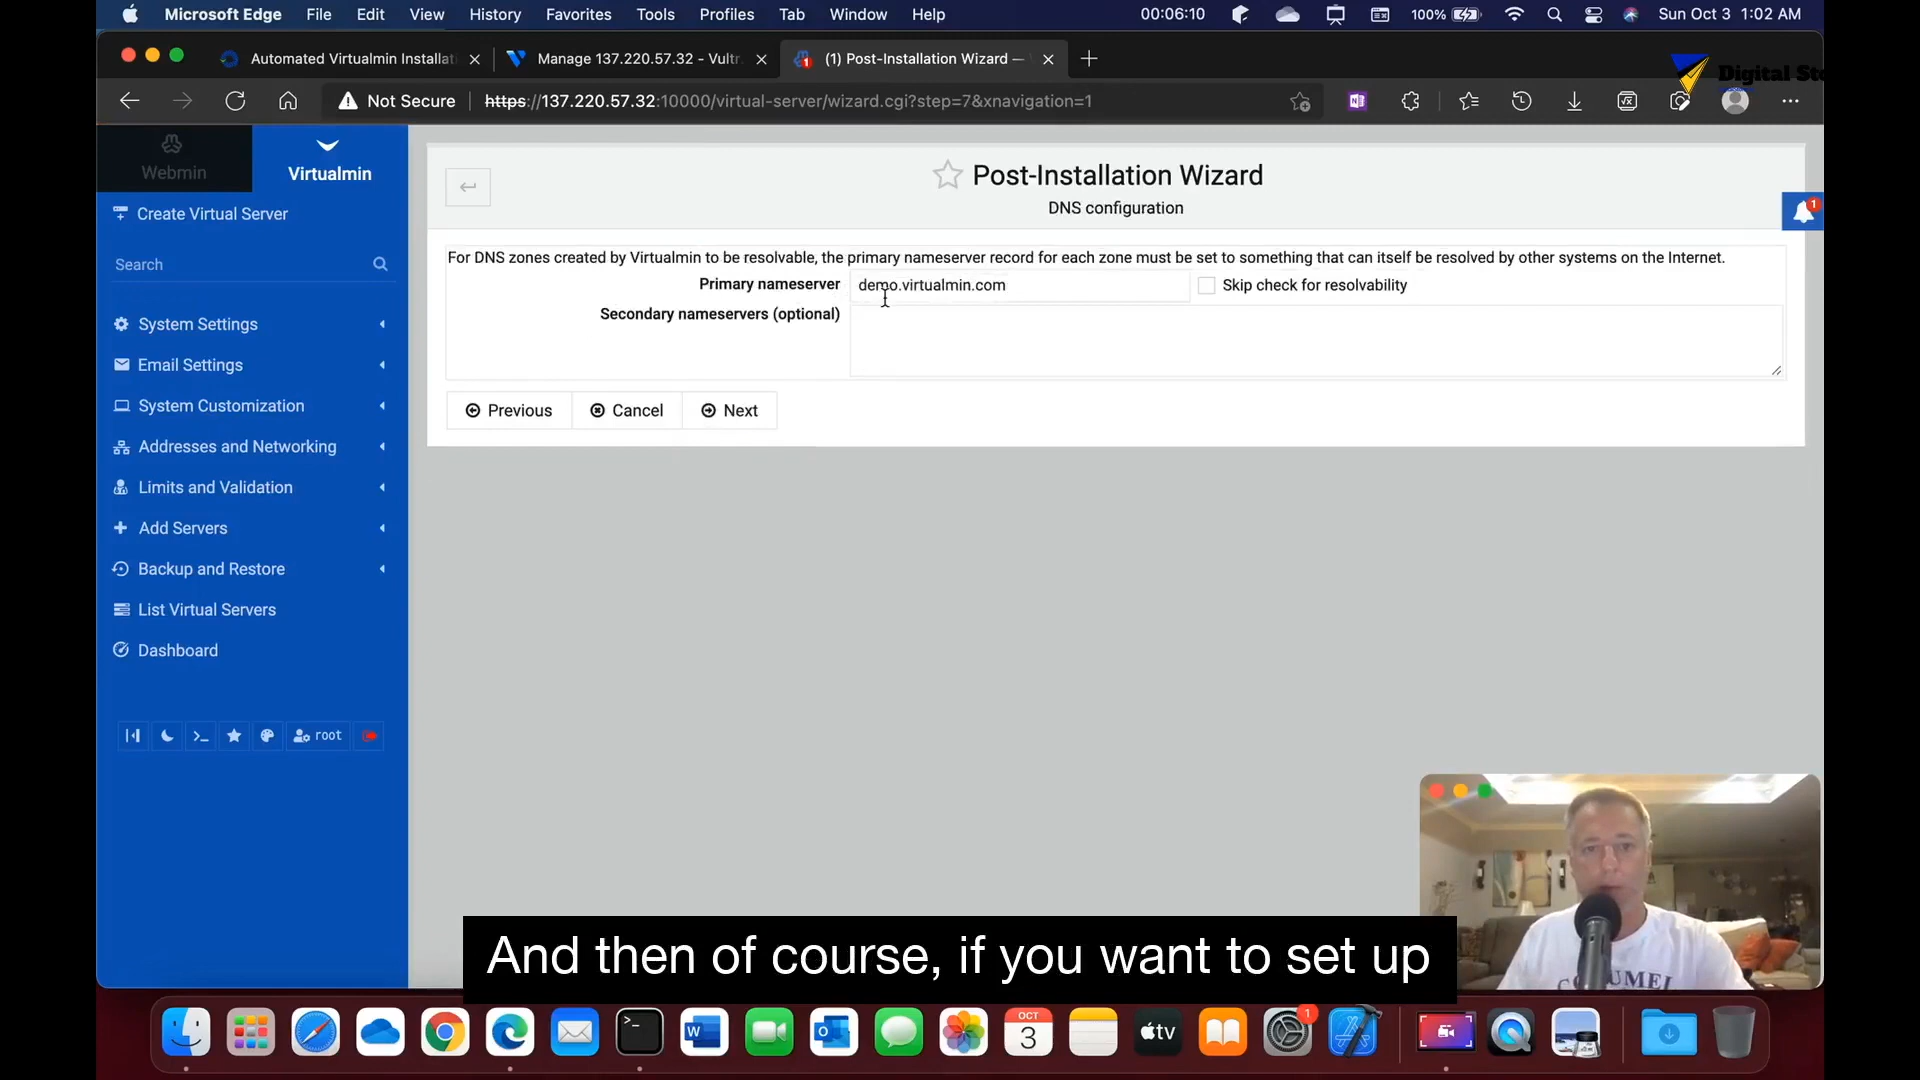 Microsoft Edge File Edit View History Favorites Tools Profiles Tab Window Help 00:06:10 100% Sun Oct 3 1:02 AM
Automated Virtualmin Installati
Manage 137.220.57.32 - Vultr.
(1) Post-Installation Wizard —
Digital Sto
Not Secure https://137.220.57.32:10000/virtual-server/wizard.cgi?step=7&xnavigation=1
Webmin
Virtualmin
Create Virtual Server
Search
System Settings
Email Settings
System Customization
Addresses and Networking
Limits and Validation
Add Servers
Backup and Restore
List Virtual Servers
Dashboard
root
Post-Installation Wizard
DNS configuration
1
For DNS zones created by Virtualmin to be resolvable, the primary nameserver record for each zone must be set to something that can itself be resolved by other systems on the Internet.
Primary nameserver demo.virtualmin.com Skip check for resolvability
Secondary nameservers (optional)
Previous Cancel Next
And then of course, if you want to set up
OCT
3
tv
1